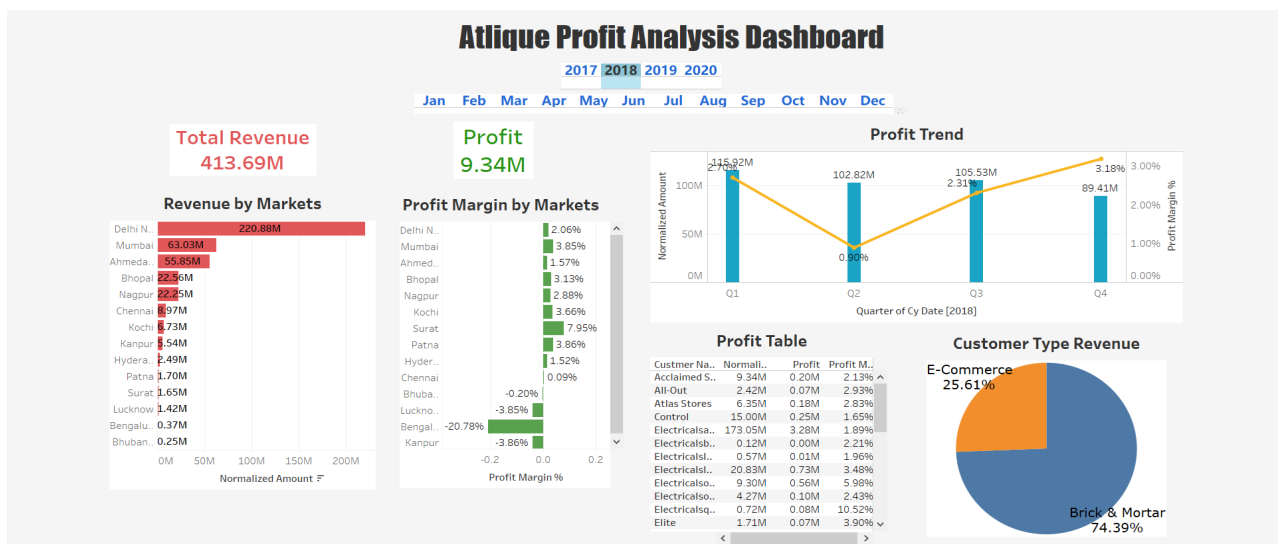 Atlique Profit Analysis Dashboard
2017 2018 2019 2020
Jan Feb Mar Apr May Jun Jul Aug Sep Oct Nov Dec
Total Revenue
413.69M
Profit
9.34M
Revenue by Markets
Delhi N.. 220.88M
Mumbai 63.03M
Ahmeda.. 55.85M
Bhopal 22.56M
Nagpur 22.25M
Chennai 8.97M
Kochi 6.73M
Kanpur 5.54M
Hydera.. 2.49M
Patna 1.70M
Surat 1.65M
Lucknow 1.42M
Bengalu.. 0.37M
Bhuban.. 0.25M
0M 50M 100M 150M 200M
Normalized Amount
Profit Margin by Markets
Delhi N.. 2.06%
Mumbai 3.85%
Ahmed.. 1.57%
Bhopal 3.13%
Nagpur 2.88%
Kochi 3.66%
Surat 7.95%
Patna 3.86%
Hyder.. 1.52%
Chennai 0.09%
Bhuba.. -0.20%
Luckno.. -3.85%
Bengal.. -20.78%
Kanpur -3.86%
-0.2 0.0 0.2
Profit Margin %
Profit Trend
Normalized Amount
100M
50M
0M
115.92M
2.70%
102.82M
0.90%
105.53M
2.31%
3.18%
89.41M
3.00%
2.00%
1.00%
0.00%
Profit Margin %
Q1 Q2 Q3 Q4
Quarter of Cy Date [2018]
Profit Table
Custmer Na.. Normali.. Profit Profit M..
Acclaimed S.. 9.34M 0.20M 2.13%
All-Out 2.42M 0.07M 2.93%
Atlas Stores 6.35M 0.18M 2.83%
Control 15.00M 0.25M 1.65%
Electricalsa.. 173.05M 3.28M 1.89%
Electricalsb.. 0.12M 0.00M 2.21%
Electricalsl.. 0.57M 0.01M 1.96%
Electricalsl.. 20.83M 0.73M 3.48%
Electricalso.. 9.30M 0.56M 5.98%
Electricalso.. 4.27M 0.10M 2.43%
Electricalsq.. 0.72M 0.08M 10.52%
Elite 1.71M 0.07M 3.90%
Customer Type Revenue
E-Commerce
25.61%
Brick & Mortar
74.39%